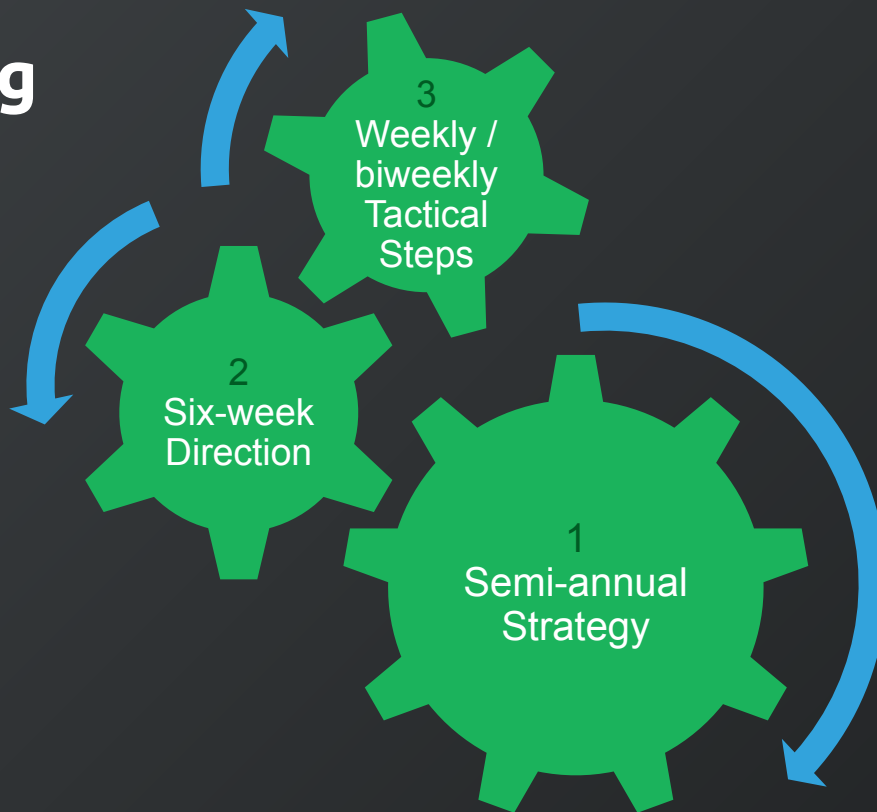 g
3
Weekly /
biweekly
Tactical
Steps
2
Six-week
Direction
1
Semi-annual
Strategy